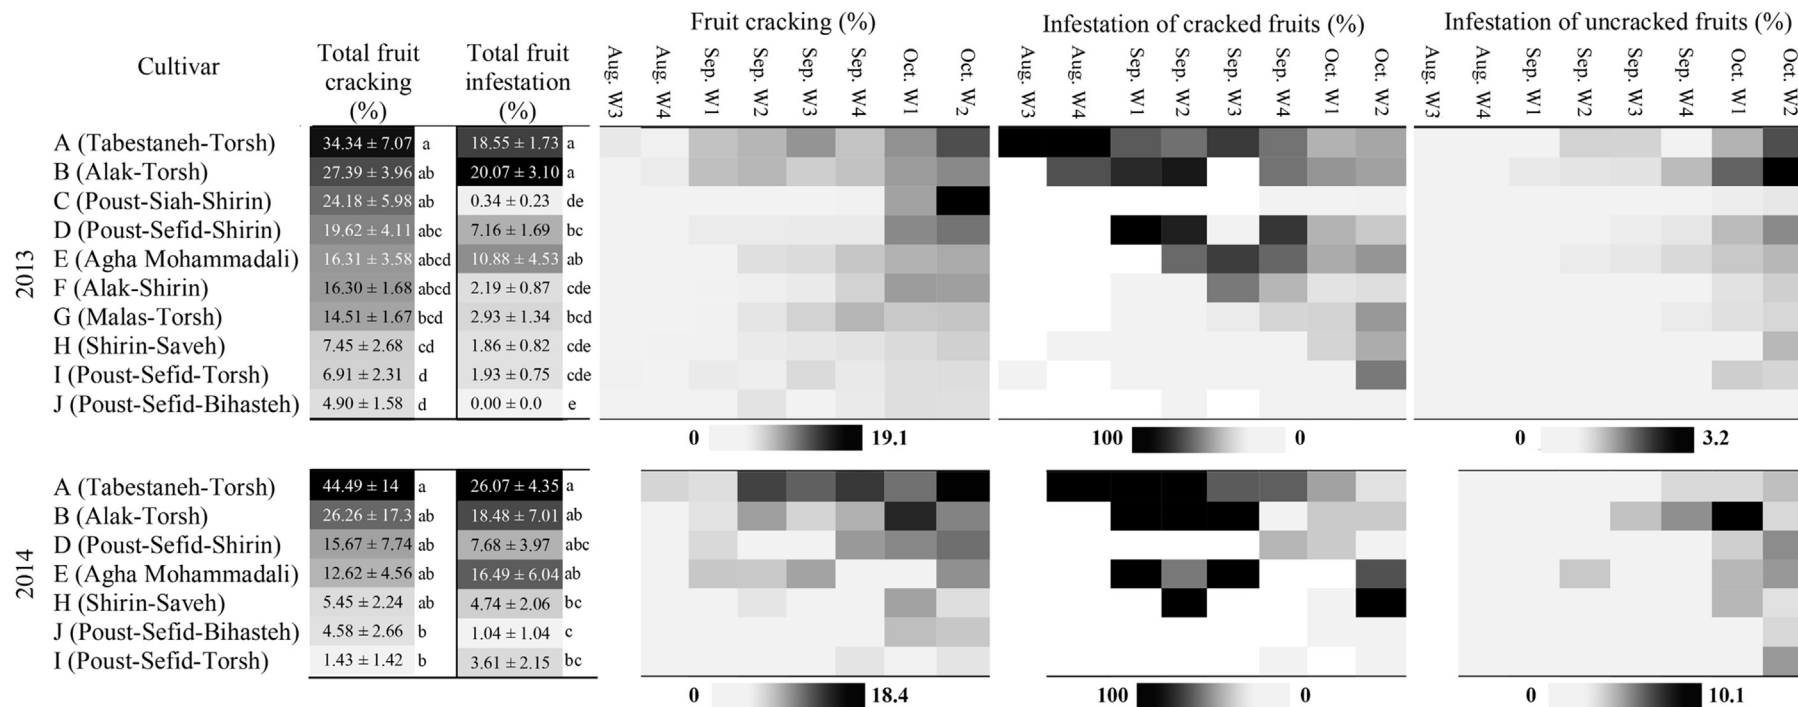 Fruit cracking (%) Infestation of cracked fruits (%) Infestation of uncracked fruits (%)
Cultivar Total fruit cracking (%) Total fruit infestation (%)
Aug. W3 Aug. W4 Sep. W1 Sep. W2 Sep. W3 Sep. W4 Oct. W1 Oct. W2 Aug. W3 Aug. W4 Sep. W1 Sep. W2 Sep. W3 Sep. W4 Oct. W1 Oct. W2 Aug. W3 Aug. W4 Sep. W1 Sep. W2 Sep. W3 Sep. W4 Oct. W1 Oct. W2
2013
A (Tabestaneh-Torsh) 34.34 ± 7.07 a 18.55 ± 1.73 a
B (Alak-Torsh) 27.39 ± 3.96 ab 20.07 ± 3.10 a
C (Poust-Siah-Shirin) 24.18 ± 5.98 ab 0.34 ± 0.23 de
D (Poust-Sefid-Shirin) 19.62 ± 4.11 abc 7.16 ± 1.69 bc
E (Agha Mohammadali) 16.31 ± 3.58 abcd 10.88 ± 4.53 ab
F (Alak-Shirin) 16.30 ± 1.68 abcd 2.19 ± 0.87 cde
G (Malas-Torsh) 14.51 ± 1.67 bcd 2.93 ± 1.34 bcd
H (Shirin-Saveh) 7.45 ± 2.68 cd 1.86 ± 0.82 cde
I (Poust-Sefid-Torsh) 6.91 ± 2.31 d 1.93 ± 0.75 cde
J (Poust-Sefid-Bihasteh) 4.90 ± 1.58 d 0.00 ± 0.0 e
0 19.1 100 0 0 3.2
2014
A (Tabestaneh-Torsh) 44.49 ± 14 a 26.07 ± 4.35 a
B (Alak-Torsh) 26.26 ± 17.3 ab 18.48 ± 7.01 ab
D (Poust-Sefid-Shirin) 15.67 ± 7.74 ab 7.68 ± 3.97 abc
E (Agha Mohammadali) 12.62 ± 4.56 ab 16.49 ± 6.04 ab
H (Shirin-Saveh) 5.45 ± 2.24 ab 4.74 ± 2.06 bc
J (Poust-Sefid-Bihasteh) 4.58 ± 2.66 b 1.04 ± 1.04 c
I (Poust-Sefid-Torsh) 1.43 ± 1.42 b 3.61 ± 2.15 bc
0 18.4 100 0 0 10.1